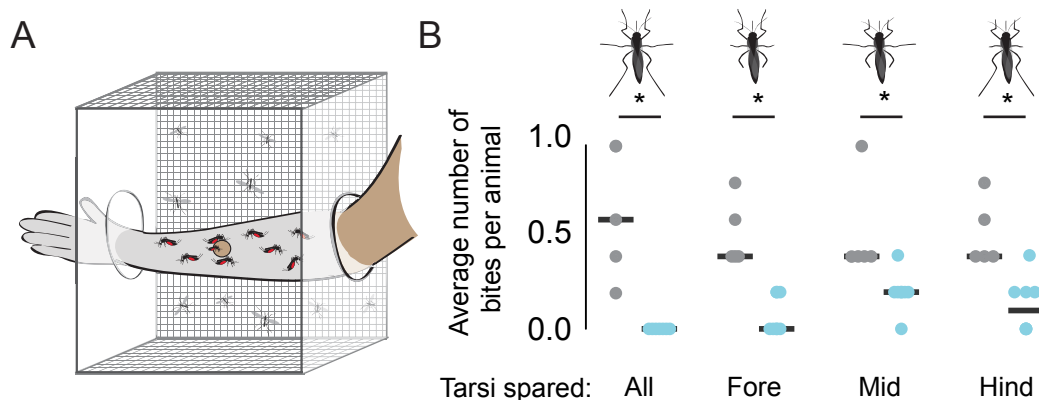 A
B
* * * *
Average number of
bites per animal
1.0
0.5
0.0
Tarsi spared: All Fore Mid Hind